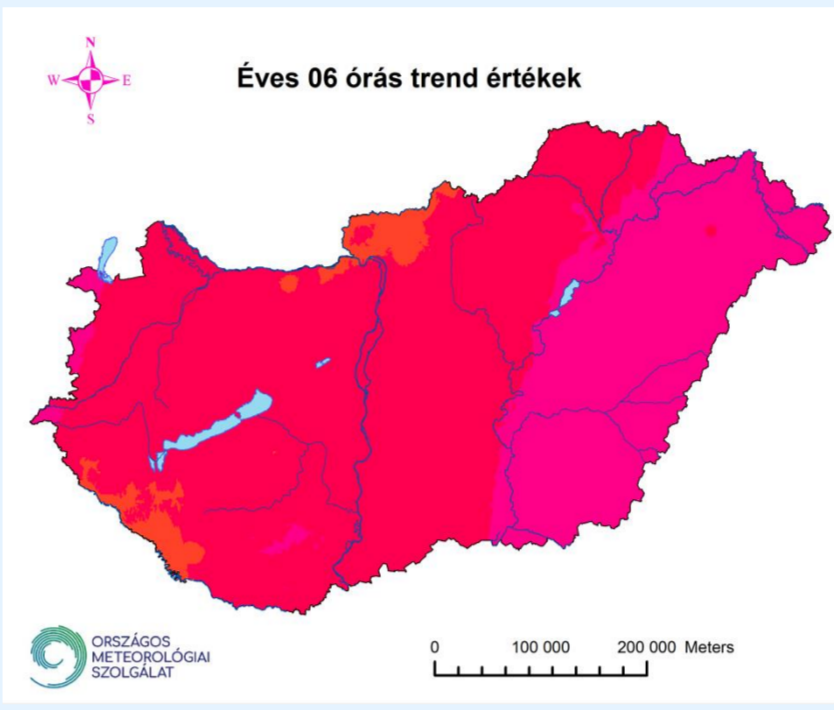 N
W E
S
Éves 06 órás trend értékek
ORSZÁGOS
METEOROLÓGIAI
SZOLGÁLAT
0 100 000 200 000 Meters